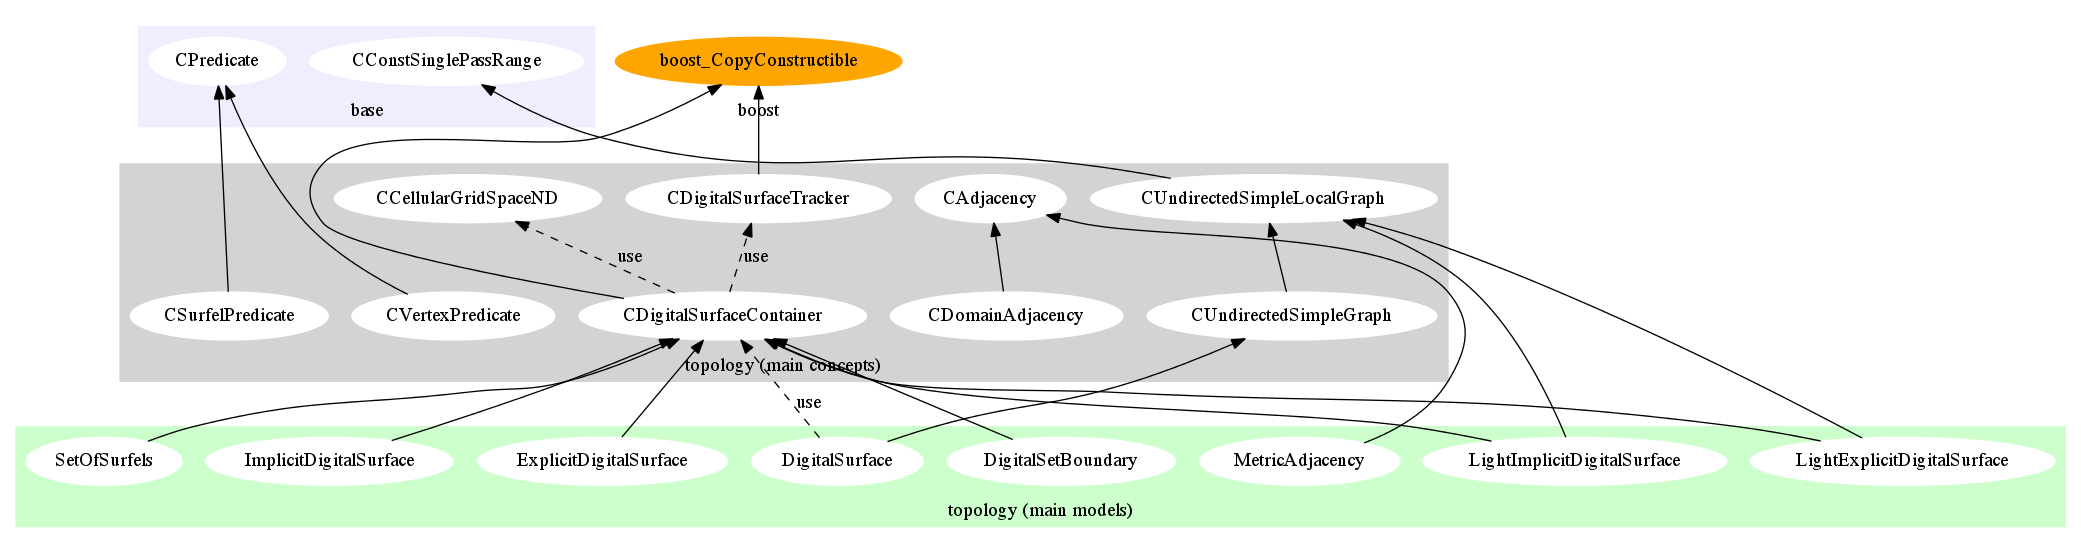 CPredicate
CConstSinglePassRange
boost_CopyConstructible
base
boost
CCellularGridSpaceND
CDigitalSurfaceTracker
CAdjacency
CUndirectedSimpleLocalGraph
use
use
CSurfelPredicate
CVertexPredicate
CDigitalSurfaceContainer
CDomainAdjacency
CUndirectedSimpleGraph
topology (main concepts)
use
SetOfSurfels
ImplicitDigitalSurface
ExplicitDigitalSurface
DigitalSurface
DigitalSetBoundary
MetricAdjacency
LightImplicitDigitalSurface
LightExplicitDigitalSurface
topology (main models)